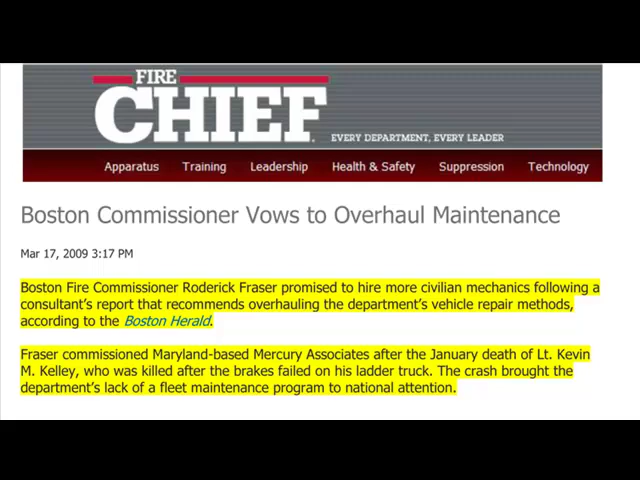 FIRE
CHIEF.
EVERY DEPARTMENT, EVERY LEADER
Apparatus Training Leadership Health & Safety Suppression Technology
Boston Commissioner Vows to Overhaul Maintenance
Mar 17, 2009 3:17 PM
Boston Fire Commissioner Roderick Fraser promised to hire more civilian mechanics following a
consultant's report that recommends overhauling the department's vehicle repair methods,
according to the Boston Herald.
Fraser commissioned Maryland-based Mercury Associates after the January death of Lt. Kevin
M. Kelley, who was killed after the brakes failed on his ladder truck. The crash brought the
department's lack of a fleet maintenance program to national attention.